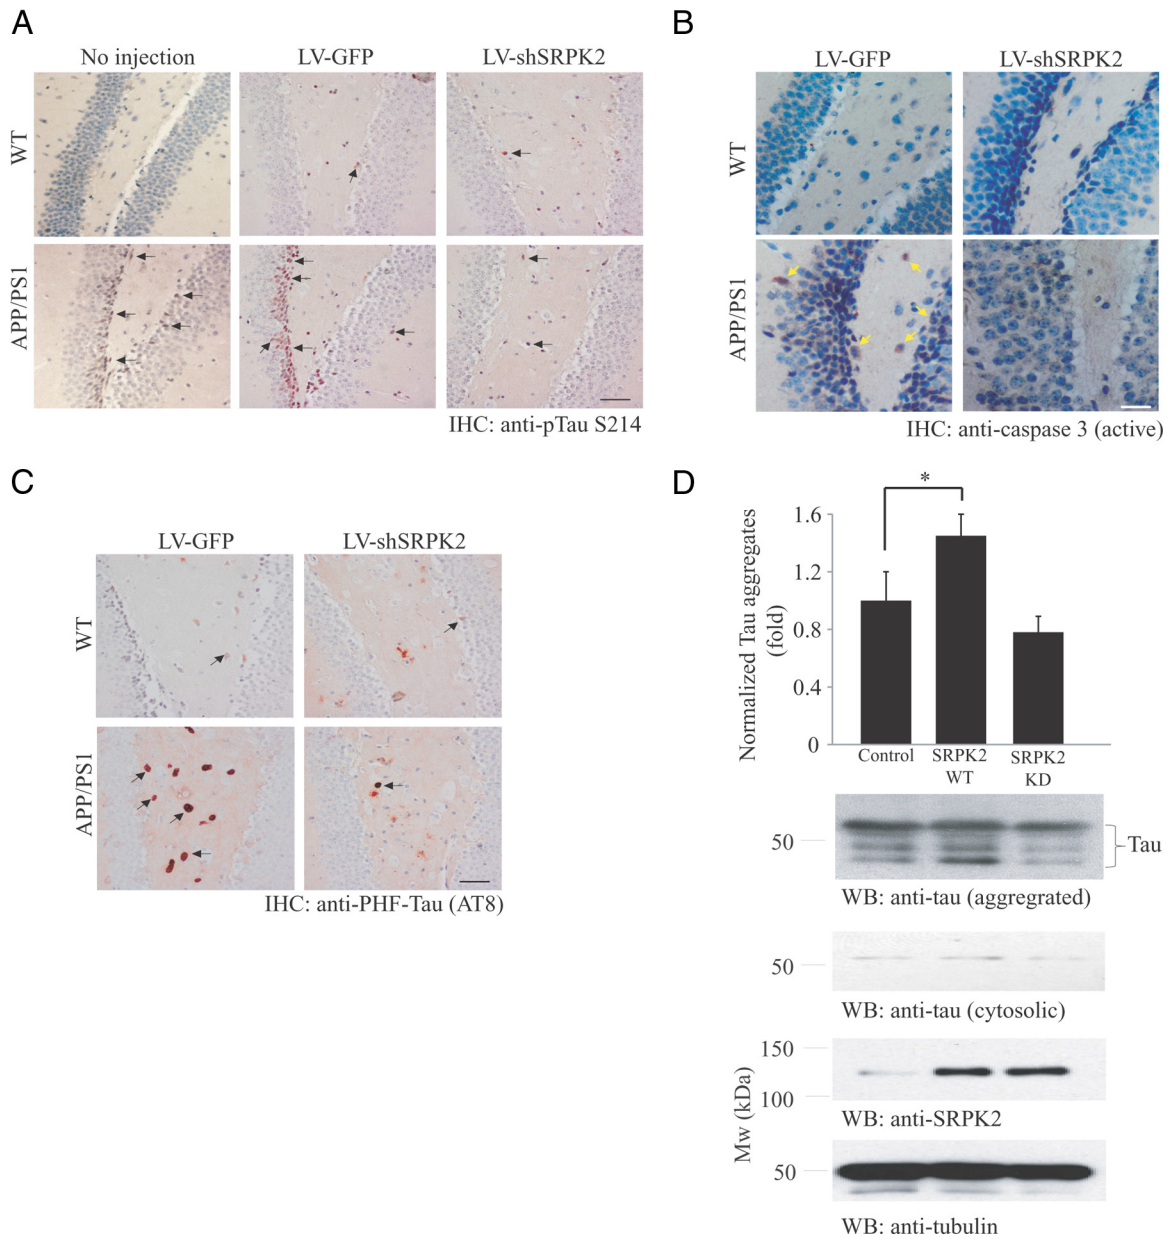 A
No injection
LV-GFP
LV-shSRPK2
WT
APP/PS1
IHC: anti-pTau S214
B
LV-GFP
LV-shSRPK2
WT
APP/PS1
IHC: anti-caspase 3 (active)
C
LV-GFP
LV-shSRPK2
WT
APP/PS1
IHC: anti-PHF-Tau (AT8)
D
*
Normalized Tau aggregates
(fold)
1.6
1.2
0.8
0.4
0
Control
SRPK2
WT
SRPK2
KD
50
Tau
WB: anti-tau (aggregrated)
50
WB: anti-tau (cytosolic)
Mw (kDa)
150
100
WB: anti-SRPK2
50
WB: anti-tubulin